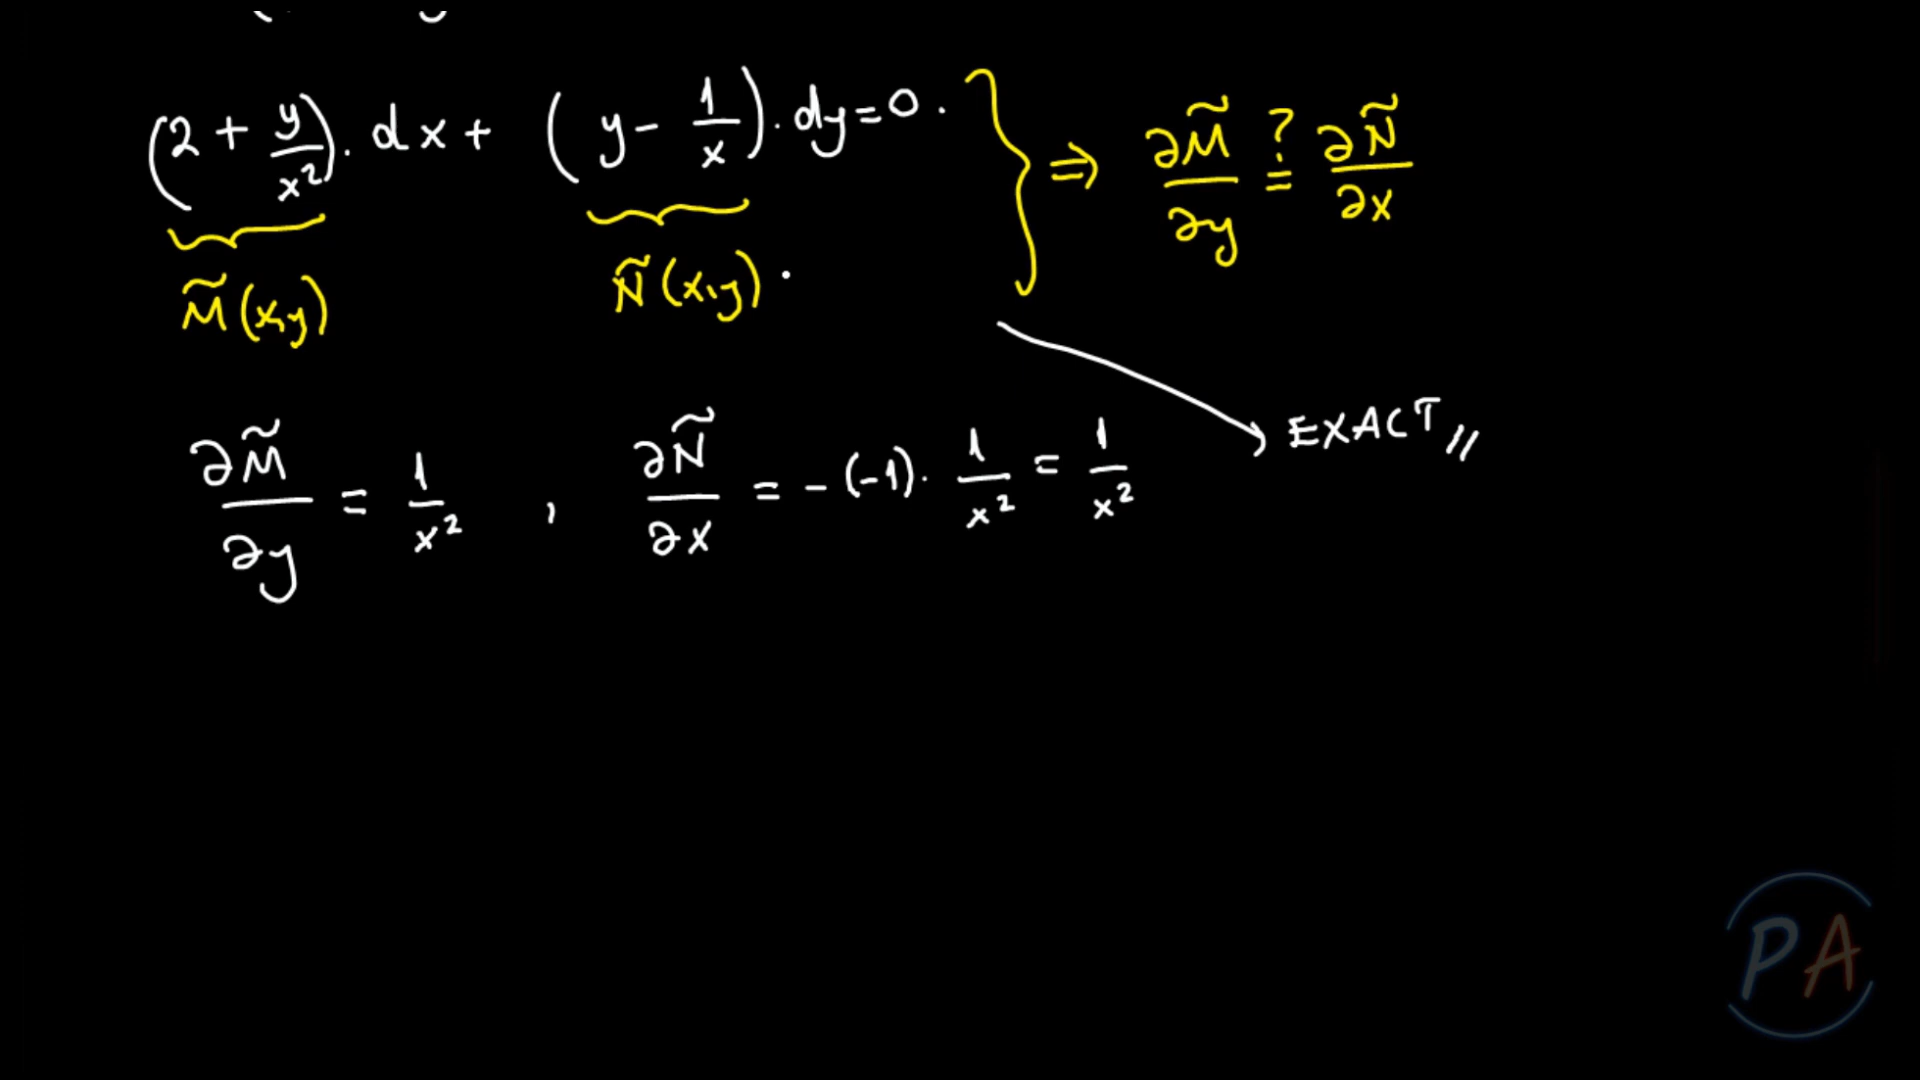 (2 + y/x²). dx + (y - 1/x). dy = 0. } ⇒ ∂M̃/∂y ?= ∂Ñ/∂x
M̃(x,y) Ñ(x,y).
EXACT //
∂M̃/∂y = 1/x² , ∂Ñ/∂x = -(-1). 1/x² = 1/x²
PA